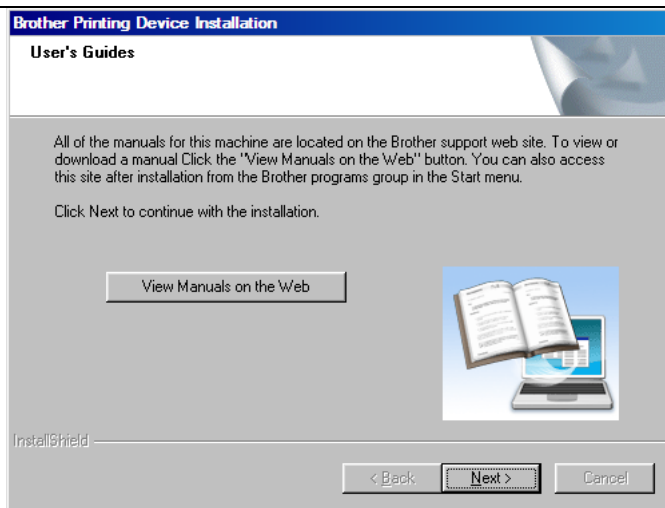 Brother Printing Device Installation
User's Guides
All of the manuals for this machine are located on the Brother support web site. To view or
download a manual Click the "View Manuals on the Web" button. You can also access
this site after installation from the Brother programs group in the Start menu.
Click Next to continue with the installation.
View Manuals on the Web
InstallShield
< Back
Next >
Cancel